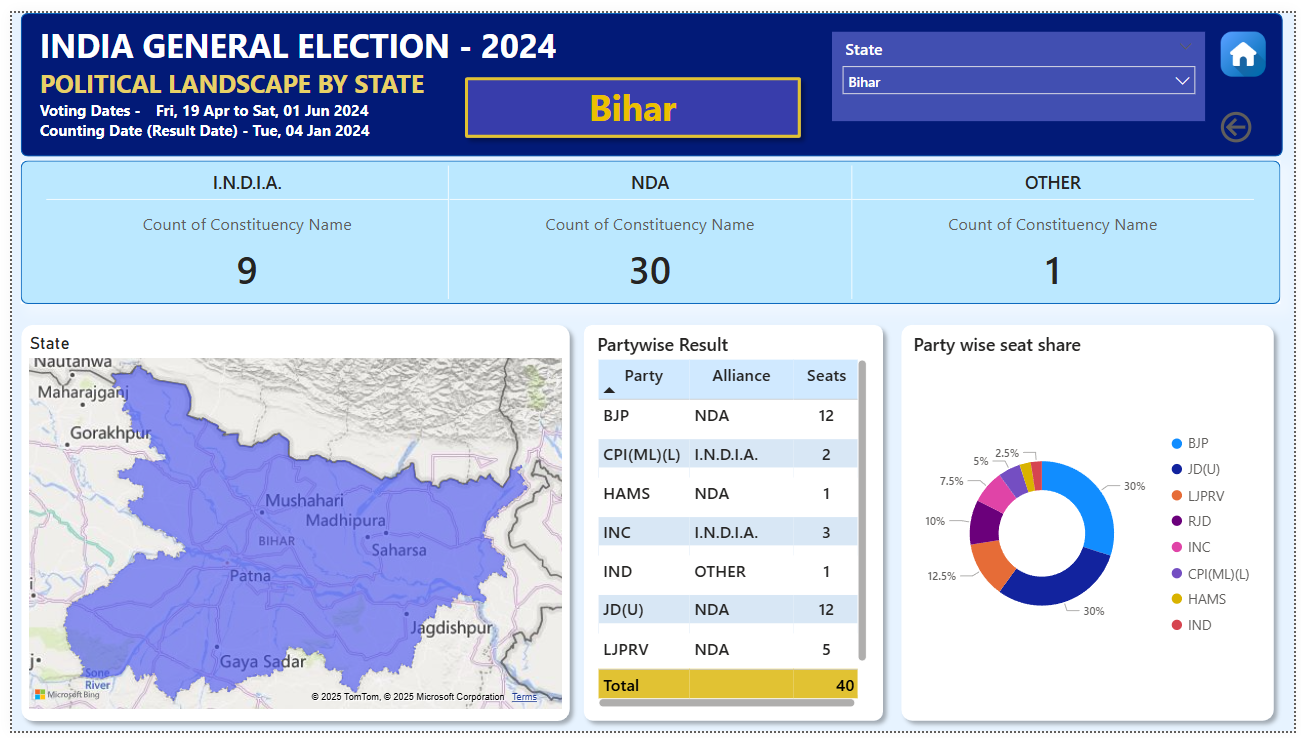 INDIA GENERAL ELECTION - 2024
POLITICAL LANDSCAPE BY STATE
Voting Dates - Fri, 19 Apr to Sat, 01 Jun 2024
Counting Date (Result Date) - Tue, 04 Jan 2024
Bihar
State
Bihar
I.N.D.I.A. NDA OTHER
Count of Constituency Name Count of Constituency Name Count of Constituency Name
9 30 1
State
Nautanwa
Maharajganj
Gorakhpur
Mushahari
Madhipura
BIHAR
Saharsa
Patna
Jagdishpur
Gaya Sadar
Sone
River
Microsoft Bing
© 2025 TomTom, © 2025 Microsoft Corporation Terms
Partywise Result
Party Alliance Seats
BJP NDA 12
CPI(ML)(L) I.N.D.I.A. 2
HAMS NDA 1
INC I.N.D.I.A. 3
IND OTHER 1
JD(U) NDA 12
LJPRV NDA 5
Total 40
Party wise seat share
2.5%
5%
7.5%
10%
12.5%
30%
30%
BJP
JD(U)
LJPRV
RJD
INC
CPI(ML)(L)
HAMS
IND